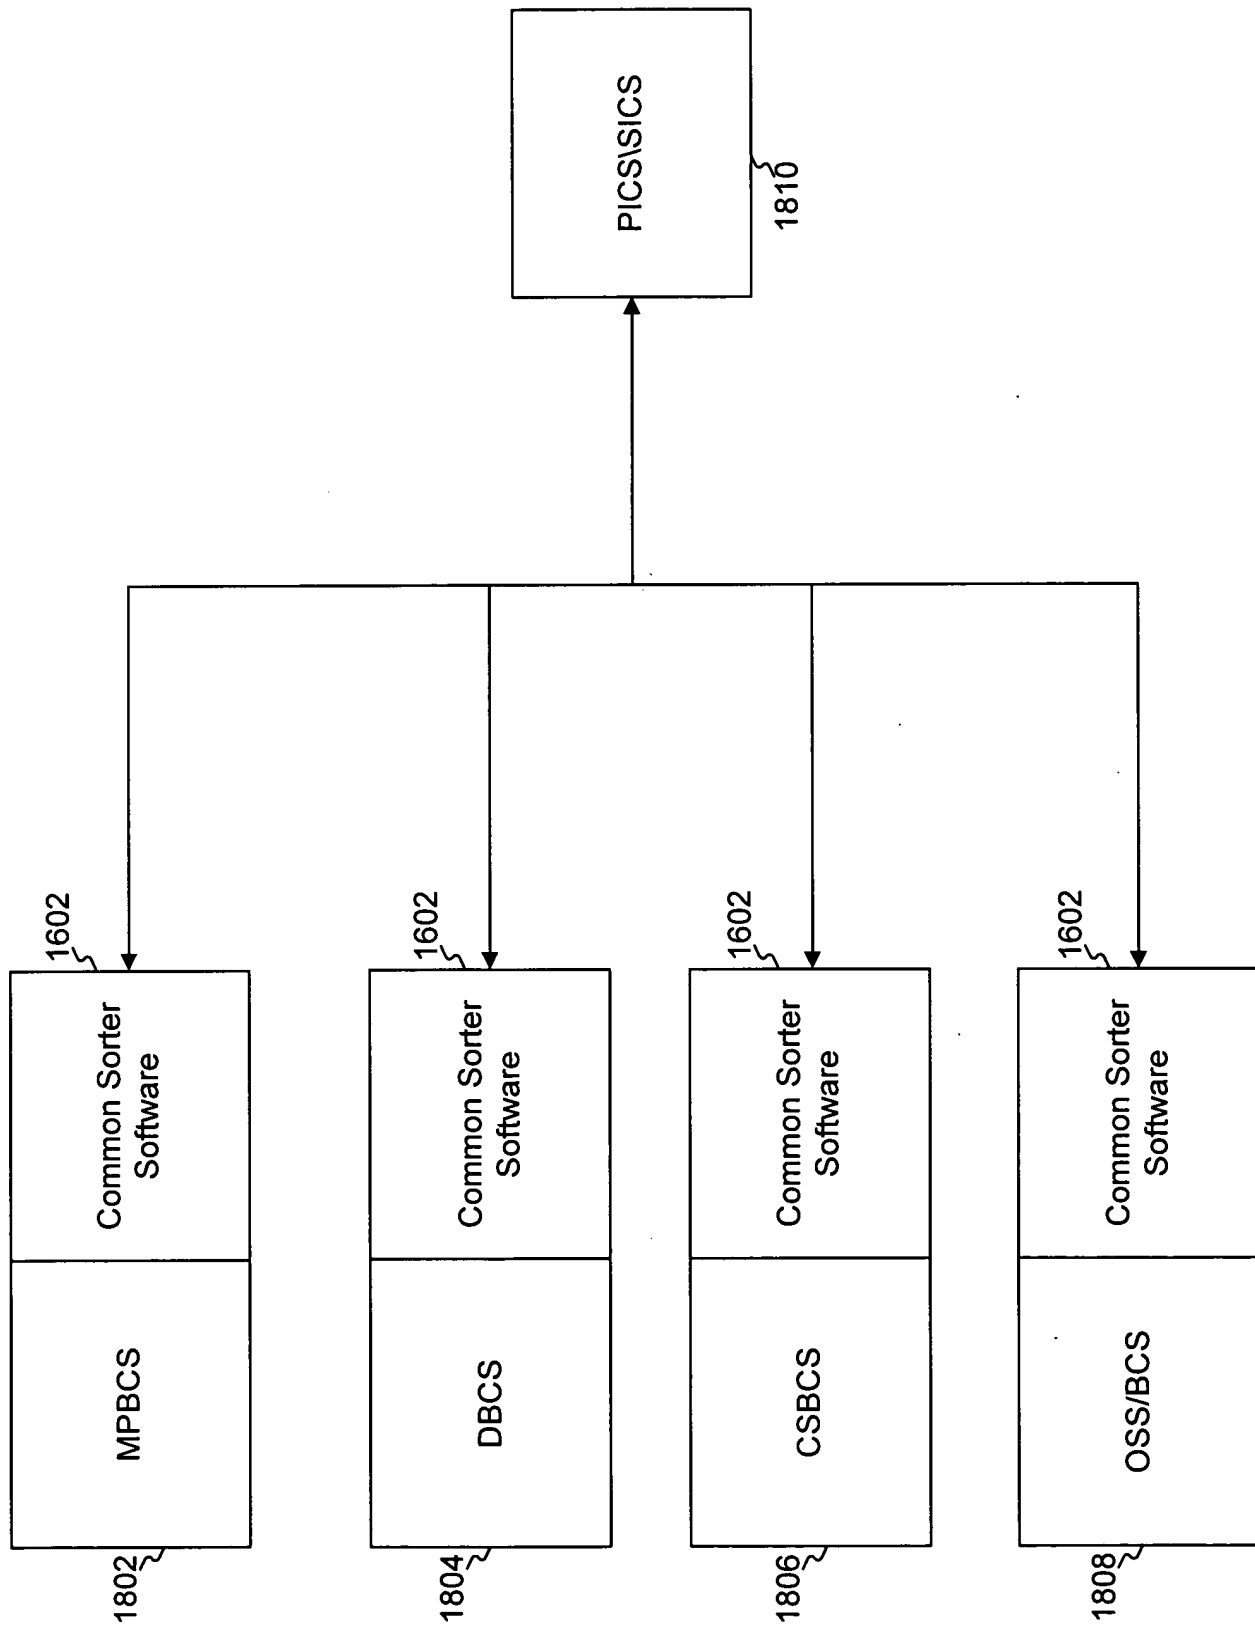 MPBCS
Common Sorter
Software
1802
1602
DBCS
Common Sorter
Software
1804
1602
CSBCS
Common Sorter
Software
1806
1602
OSS/BCS
Common Sorter
Software
1808
1602
PICS\SICS
1810